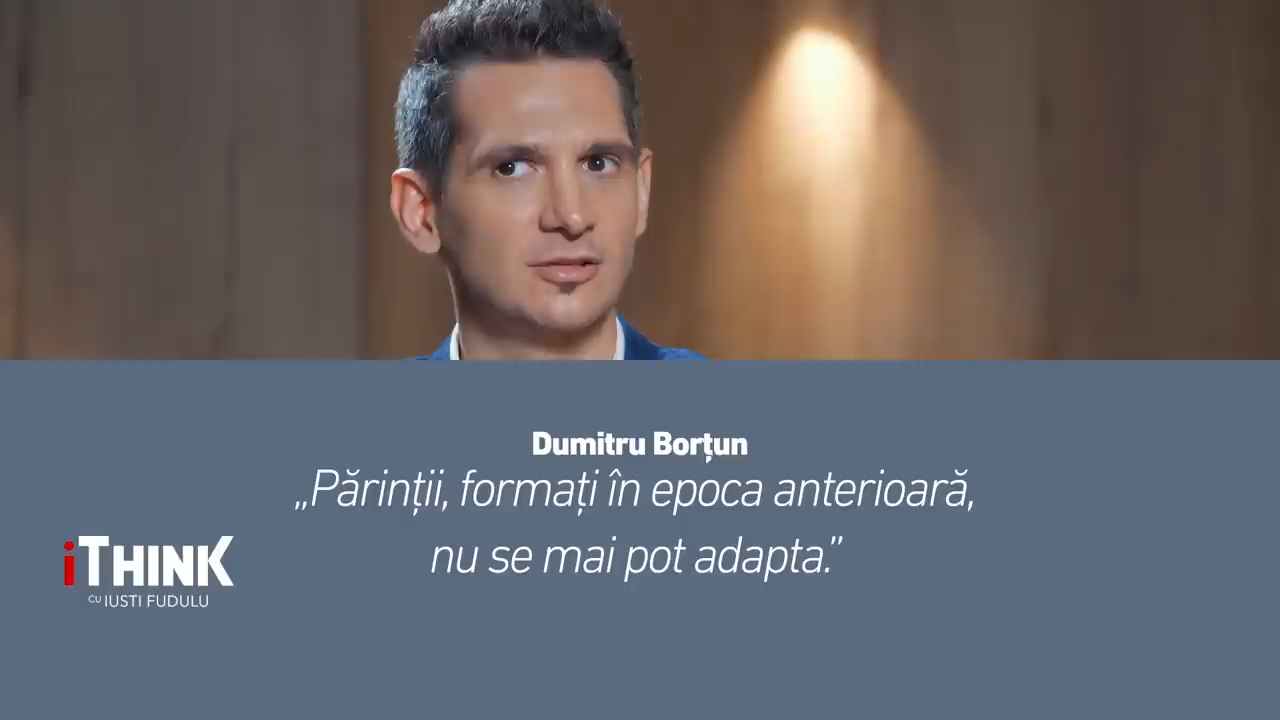 Dumitru Borțun
„Părinții, formați în epoca anterioară,
nu se mai pot adapta.”
iTHINK
CU IUSTI FUDULU